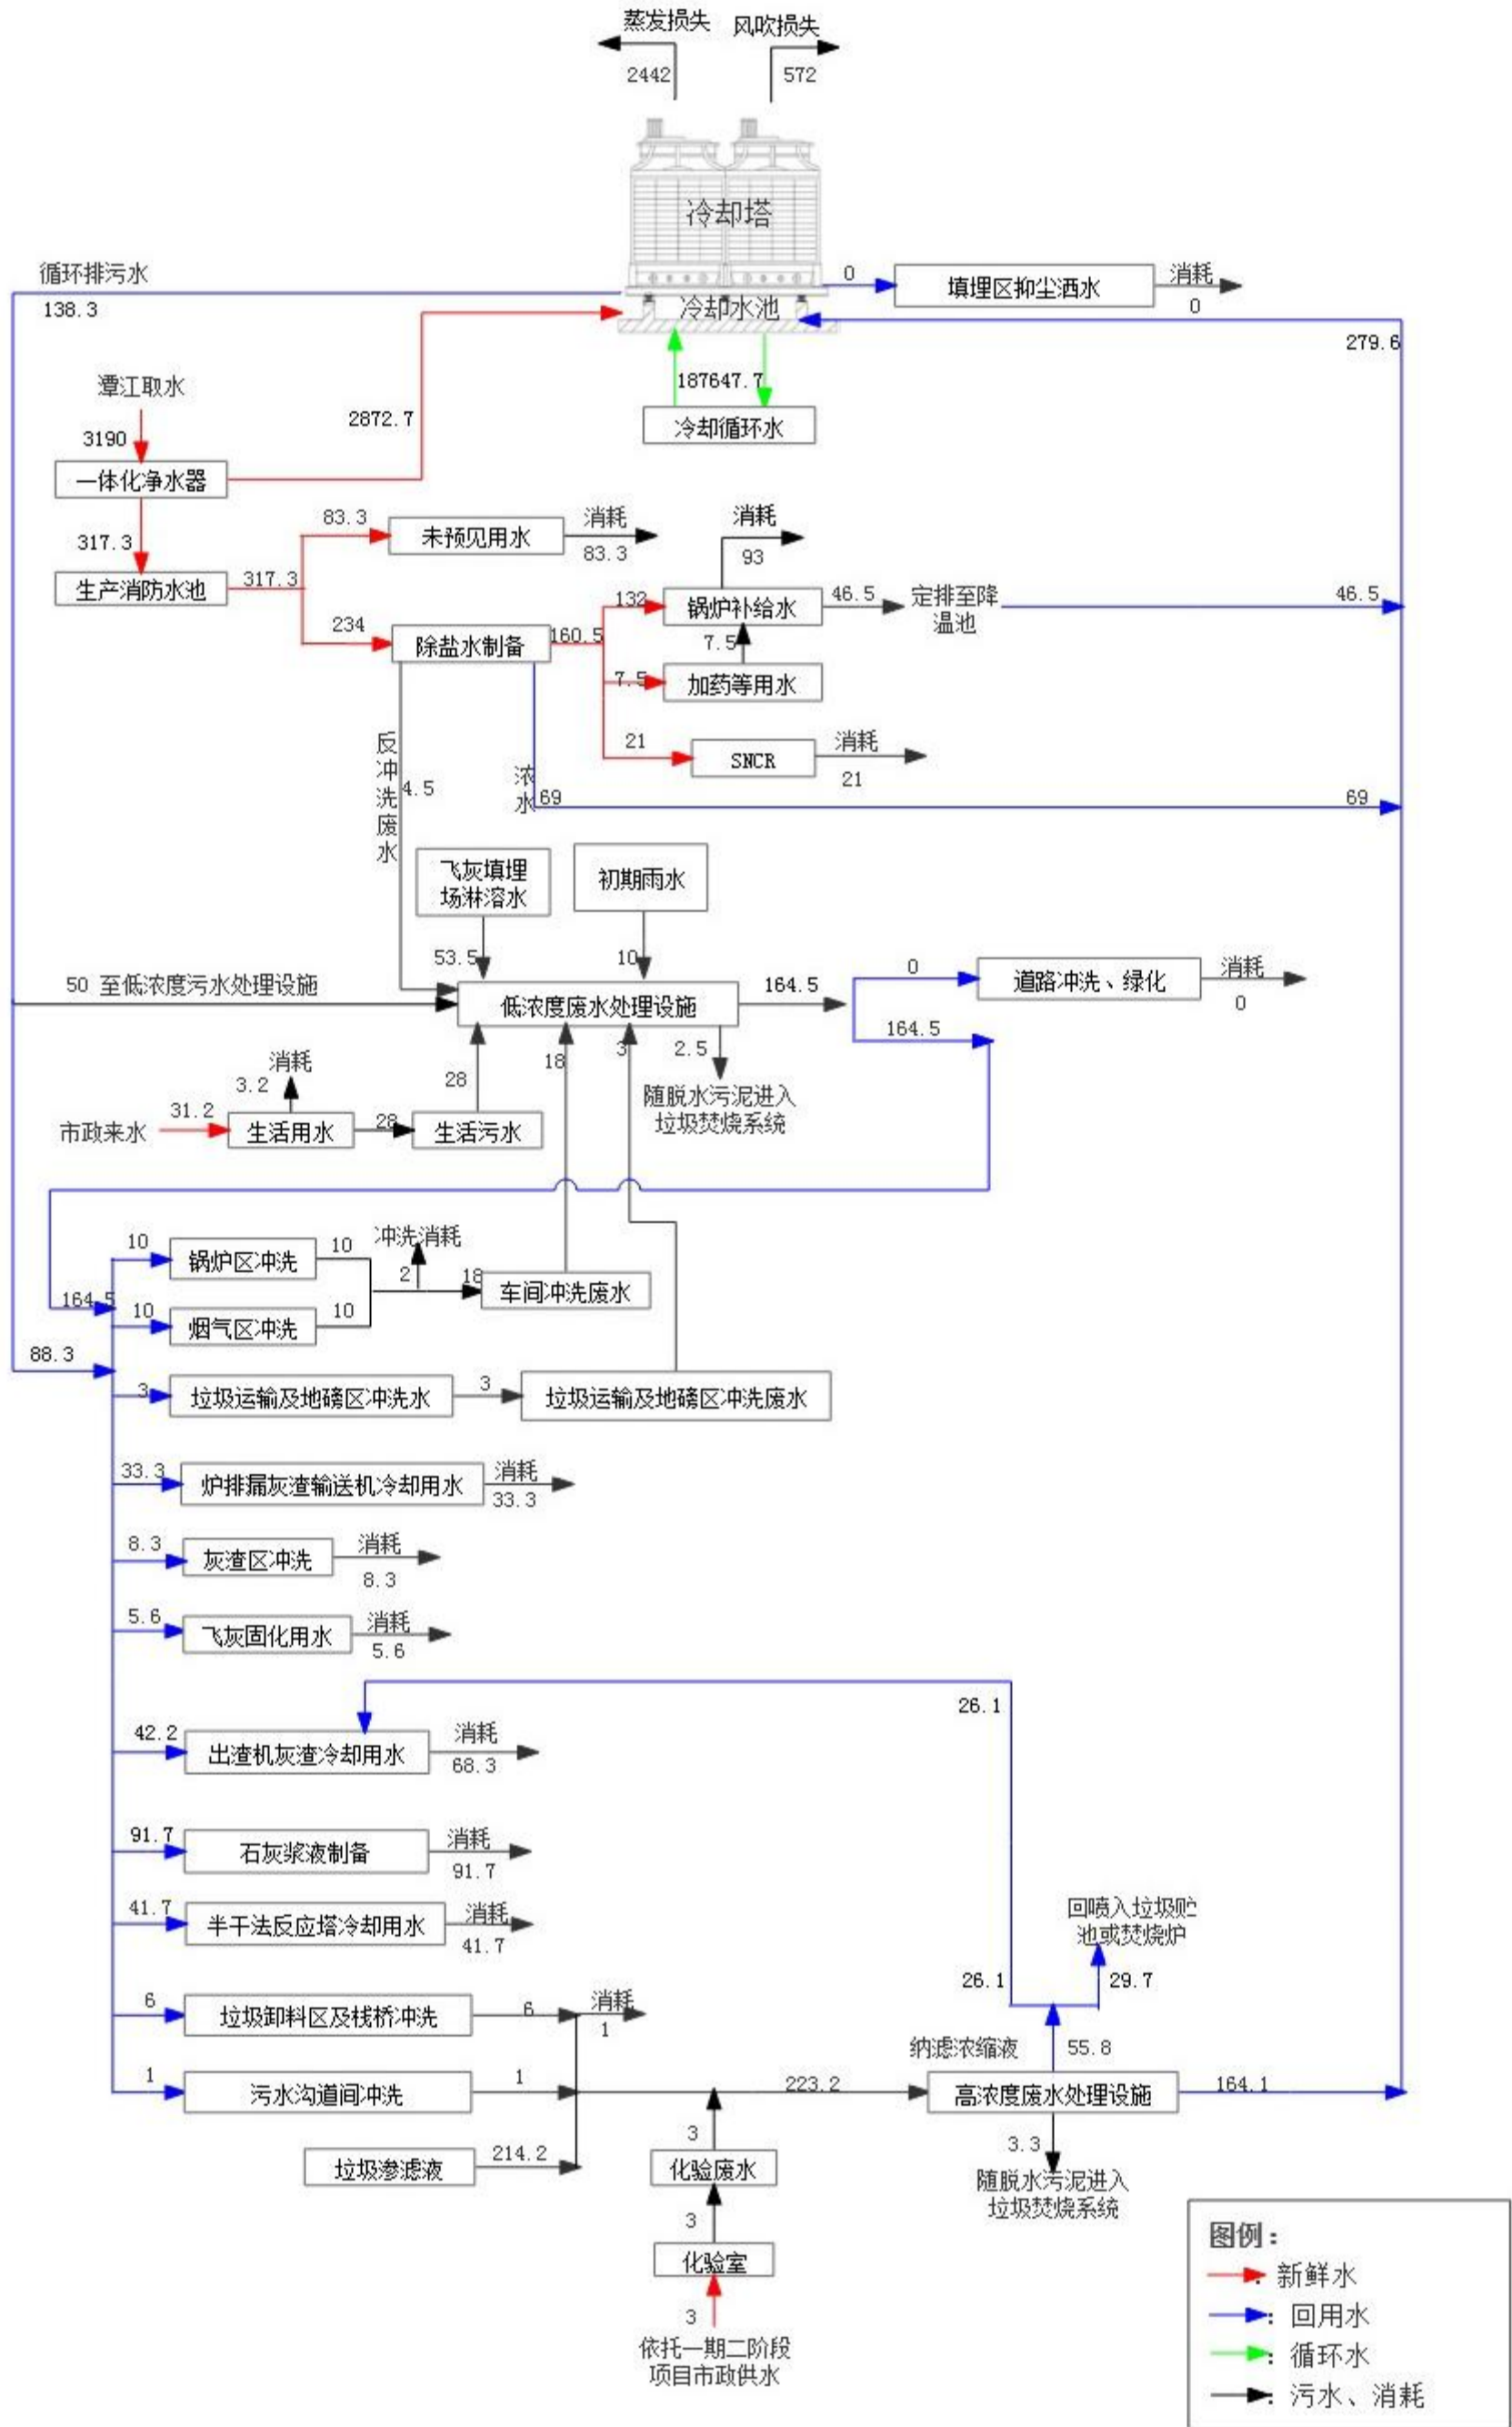 蒸发损失
风吹损失
2442
572
冷却塔
循环排污水
138.3
0
填埋区抑尘洒水
消耗
0
冷却水池
279.6
187647.7
冷却循环水
潭江取水
3190
2872.7
一体化净水器
317.3
生产消防水池
317.3
83.3
未预见用水
消耗
83.3
234
除盐水制备
160.5
消耗
93
132
锅炉补给水
46.5
定排至降
温池
46.5
7.5
7.5
加药等用水
21
SNCR
消耗
21
反冲洗废水
4.5
浓水
69
69
飞灰填埋
场淋溶水
初期雨水
53.5
10
50 至低浓度污水处理设施
低浓度废水处理设施
164.5
0
道路冲洗、绿化
消耗
0
164.5
28
18
3
2.5
随脱水污泥进入
垃圾焚烧系统
市政来水
31.2
消耗
3.2
生活用水
28
生活污水
10
锅炉区冲洗
10
冲洗消耗
2
18
车间冲洗废水
164.5
10
烟气区冲洗
10
88.3
3
垃圾运输及地磅区冲洗水
3
垃圾运输及地磅区冲洗废水
33.3
炉排漏灰渣输送机冷却用水
消耗
33.3
8.3
灰渣区冲洗
消耗
8.3
5.6
飞灰固化用水
消耗
5.6
26.1
42.2
出渣机灰渣冷却用水
消耗
68.3
91.7
石灰浆液制备
消耗
91.7
41.7
半干法反应塔冷却用水
消耗
41.7
回喷入垃圾贮
池或焚烧炉
26.1
29.7
6
垃圾卸料区及栈桥冲洗
6
消耗
1
纳滤浓缩液
55.8
1
污水沟道间冲洗
1
223.2
高浓度废水处理设施
164.1
垃圾渗滤液
214.2
3
化验废水
3.3
随脱水污泥进入
垃圾焚烧系统
3
化验室
3
依托一期二阶段
项目市政供水
图例：
：新鲜水
：回用水
：循环水
：污水、消耗